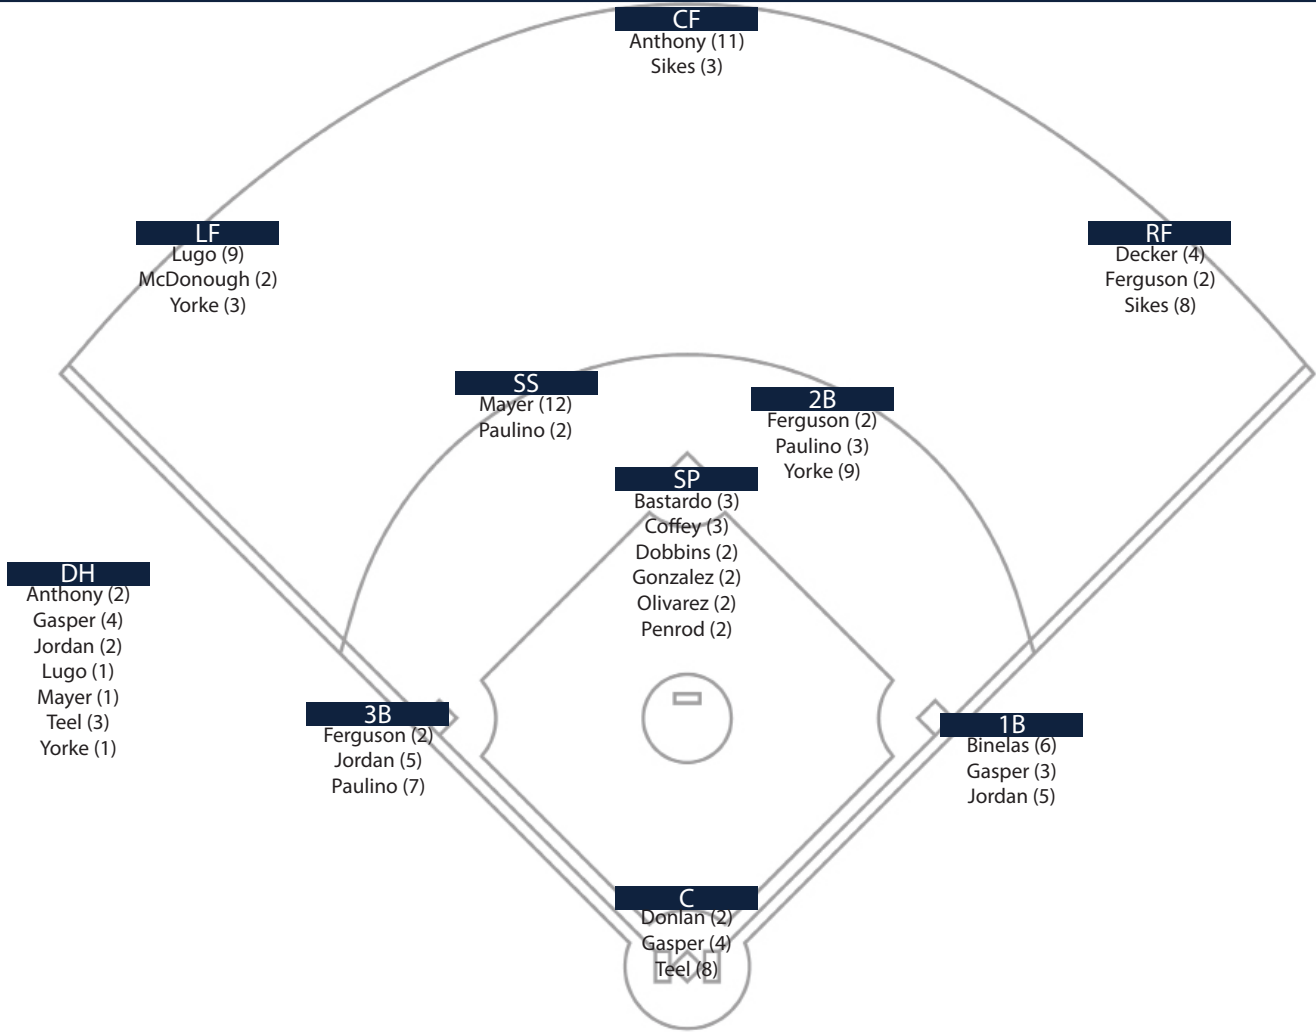 CF
Anthony (11)
Sikes (3)
LF
Lugo (9)
McDonough (2)
Yorke (3)
RF
Decker (4)
Ferguson (2)
Sikes (8)
SS
Mayer (12)
Paulino (2)
2B
Ferguson (2)
Paulino (3)
Yorke (9)
SP
Bastardo (3)
Coffey (3)
Dobbins (2)
Gonzalez (2)
Olivarez (2)
Penrod (2)
DH
Anthony (2)
Gasper (4)
Jordan (2)
Lugo (1)
Mayer (1)
Teel (3)
Yorke (1)
3B
Ferguson (2)
Jordan (5)
Paulino (7)
1B
Binelas (6)
Gasper (3)
Jordan (5)
C
Donlan (2)
Gasper (4)
Teel (8)